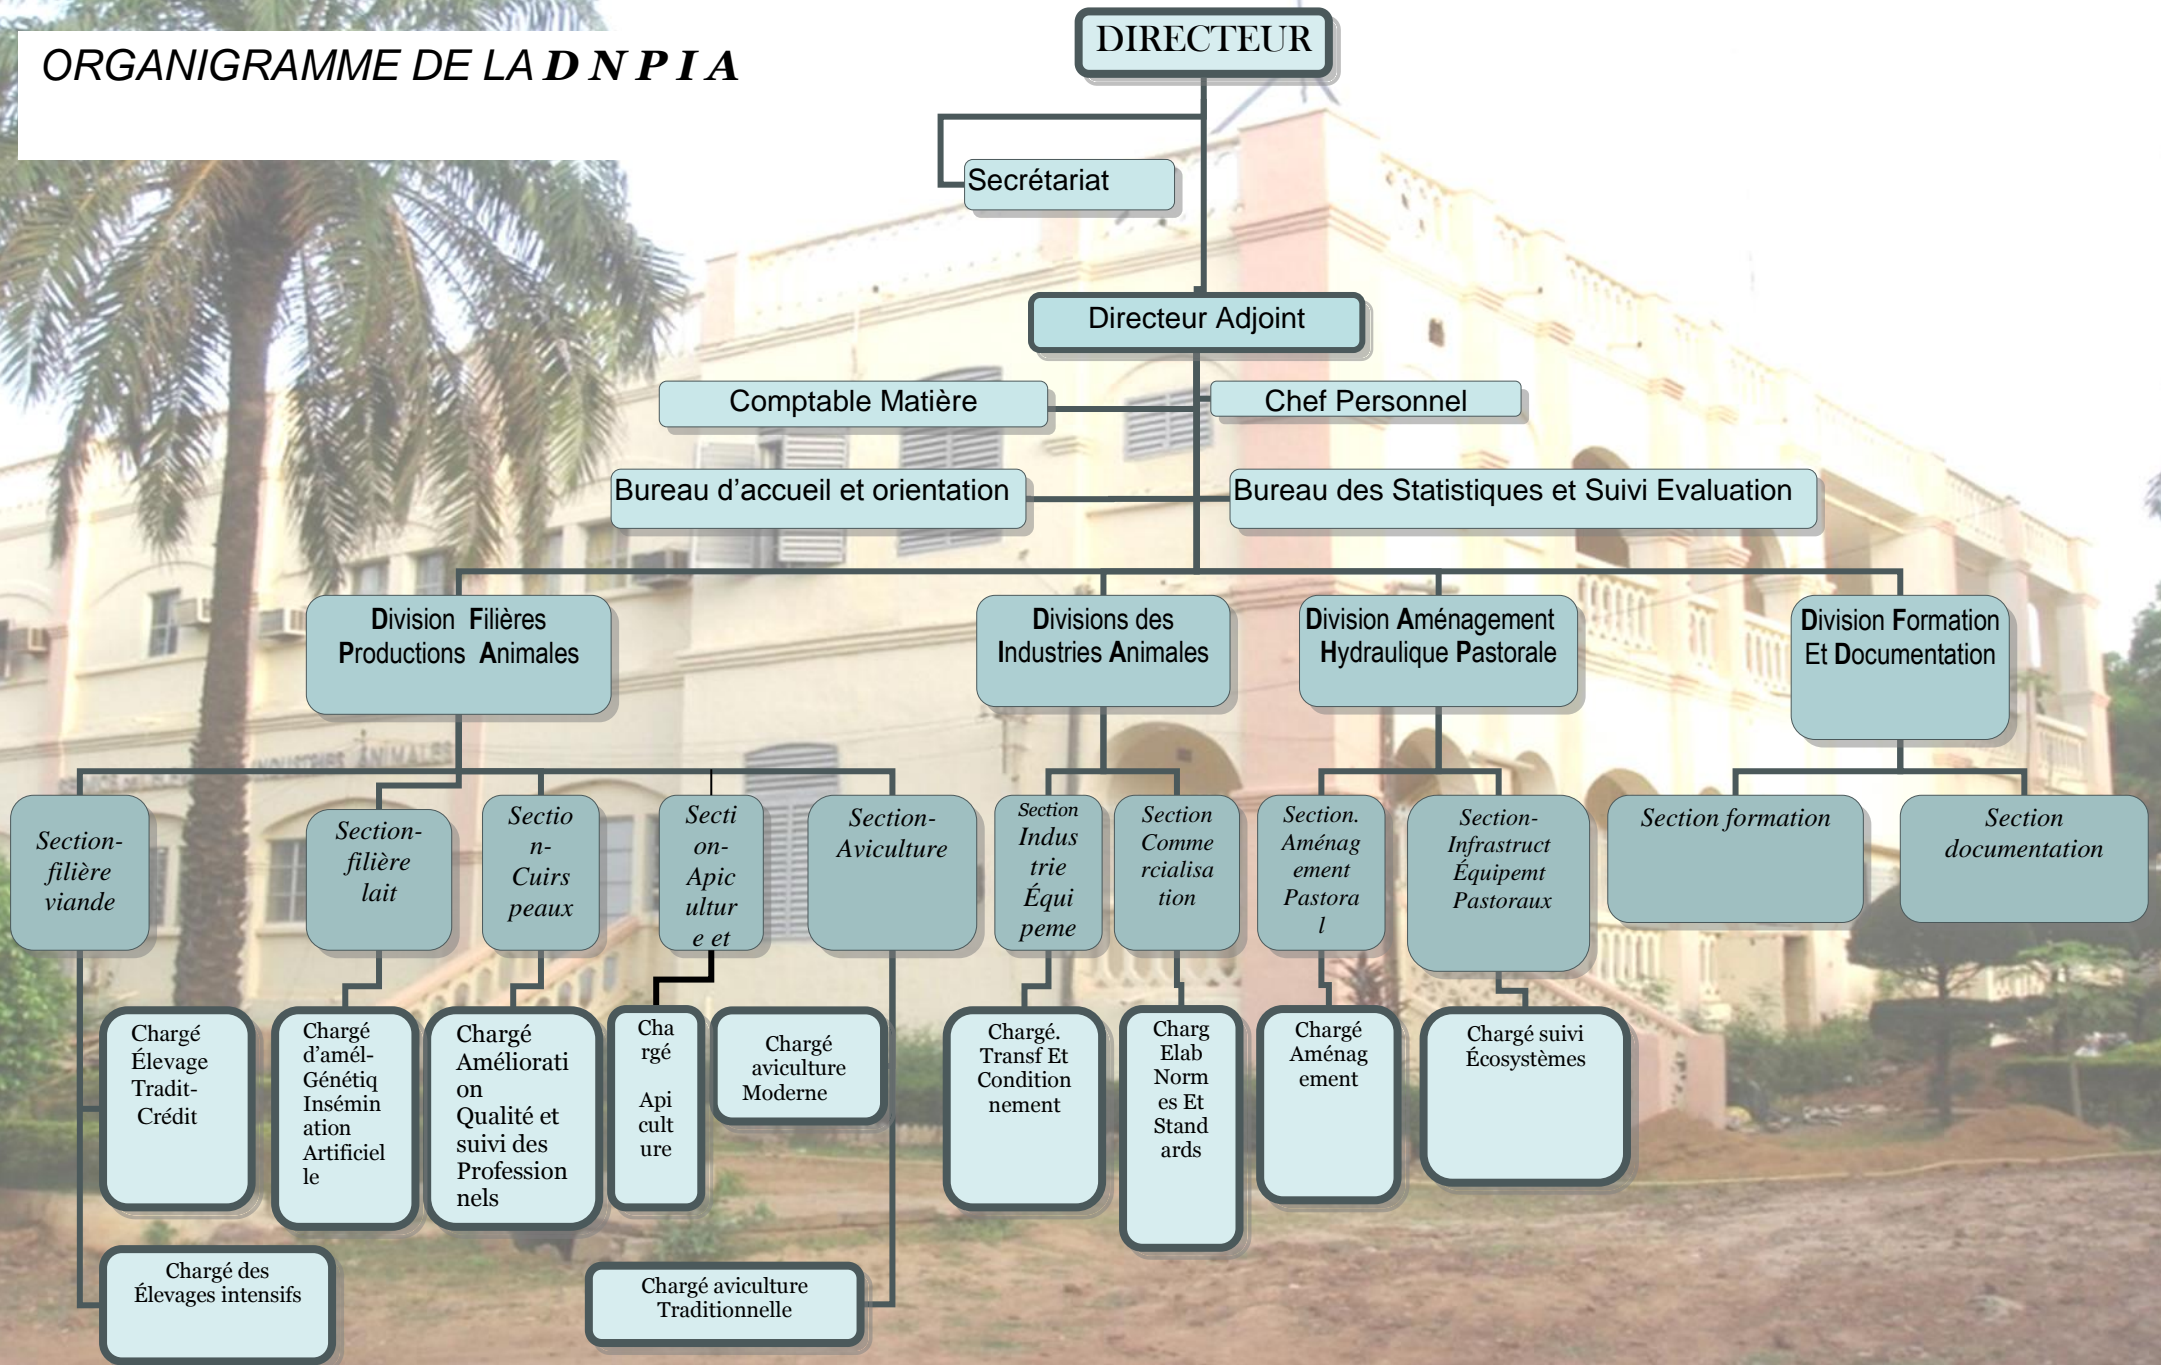 ORGANIGRAMME DE LA D N P I A
DIRECTEUR
Secrétariat
Directeur Adjoint
Comptable Matière
Chef Personnel
Bureau d’accueil et orientation
Bureau des Statistiques et Suivi Evaluation
Division Filières
Productions Animales
Divisions des
Industries Animales
Division Aménagement
Hydraulique Pastorale
Division Formation
Et Documentation
INDUSTRIES ANIMALES
Section-
filière
viande
Section-
filière
lait
Sectio
n-
Cuirs
peaux
Secti
on-
Apic
ultur
e et
Section-
Aviculture
Section
Indus
trie
Équi
peme
Section
Comme
rcialisa
tion
Section.
Aménag
ement
Pastora
l
Section-
Infrastruct
Équipemt
Pastoraux
Section formation
Section
documentation
Chargé
Élevage
Tradit-
Crédit
Chargé
d’amél-
Génétiq
Insémin
ation
Artificiel
le
Chargé
Améliorati
on
Qualité et
suivi des
Profession
nels
Cha
rgé
Api
cult
ure
Chargé
aviculture
Moderne
Chargé.
Transf Et
Condition
nement
Charg
Elab
Norm
es Et
Stand
ards
Chargé
Aménag
ement
Chargé suivi
Écosystèmes
Chargé des
Élevages intensifs
Chargé aviculture
Traditionnelle